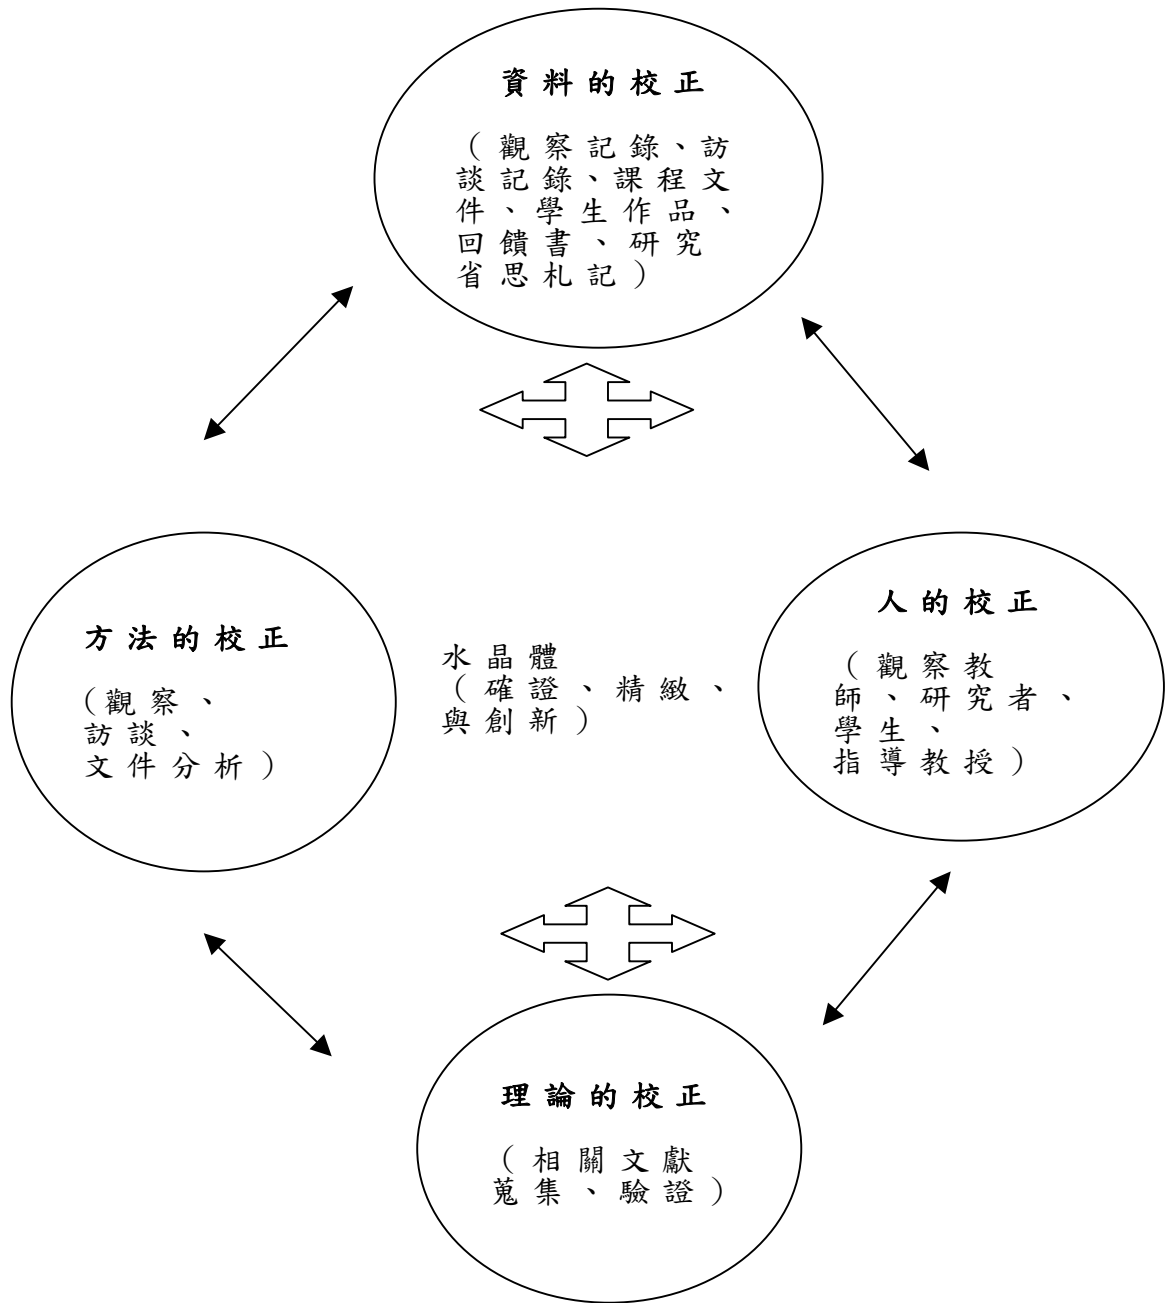 資料的校正
（觀察記錄、訪
談記錄、課程文
件、學生作品、
回饋書、研究
省思札記）
方法的校正
（觀察、
訪談、
文件分析）
水晶體
（確證、精緻、
與創新）
人的校正
（觀察教
師、研究者、
學生、
指導教授）
理論的校正
（相關文獻
蒐集、驗證）